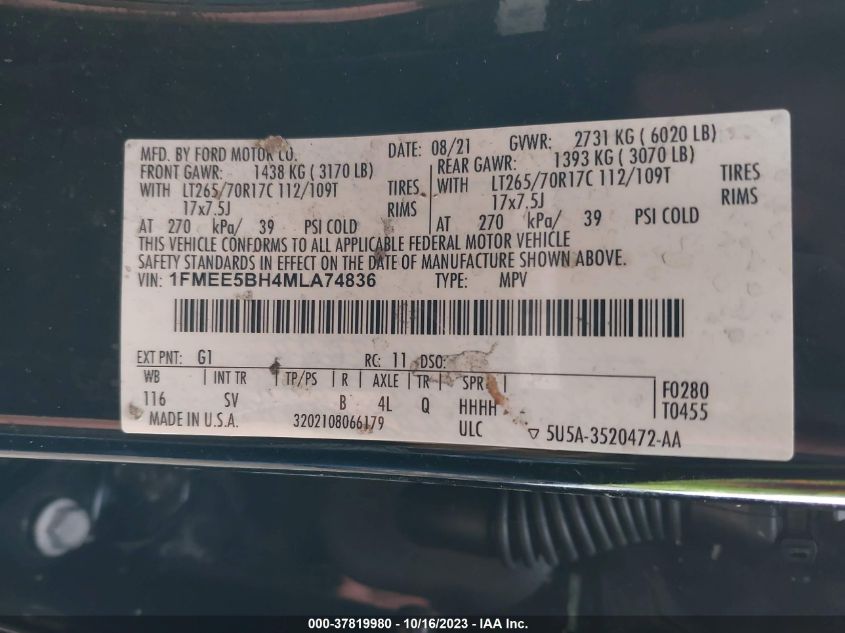 MFD. BY FORD MOTOR CO.
DATE: 08/21 GVWR: 2731 KG ( 6020 LB)
FRONT GAWR: 1438 KG ( 3170 LB)
WITH LT265/70R17C 112/109T TIRES
17x7.5J RIMS
AT 270 kPa/ 39 PSI COLD
REAR GAWR: 1393 KG ( 3070 LB)
WITH LT265/70R17C 112/109T TIRES
17x7.5J RIMS
AT 270 kPa/ 39 PSI COLD
THIS VEHICLE CONFORMS TO ALL APPLICABLE FEDERAL MOTOR VEHICLE
SAFETY STANDARDS IN EFFECT ON THE DATE OF MANUFACTURE SHOWN ABOVE.
VIN: 1FMEE5BH4MLA74836 TYPE: MPV
EXT PNT: G1 RC: 11 DSO:
WB INT TR TP/PS R AXLE TR SPR
116 SV B 4L Q HHHH
F0280
T0455
MADE IN U.S.A. 3202108066179 ULC ▽ 5U5A-3520472-AA
000-37819980 - 10/16/2023 - IAA Inc.